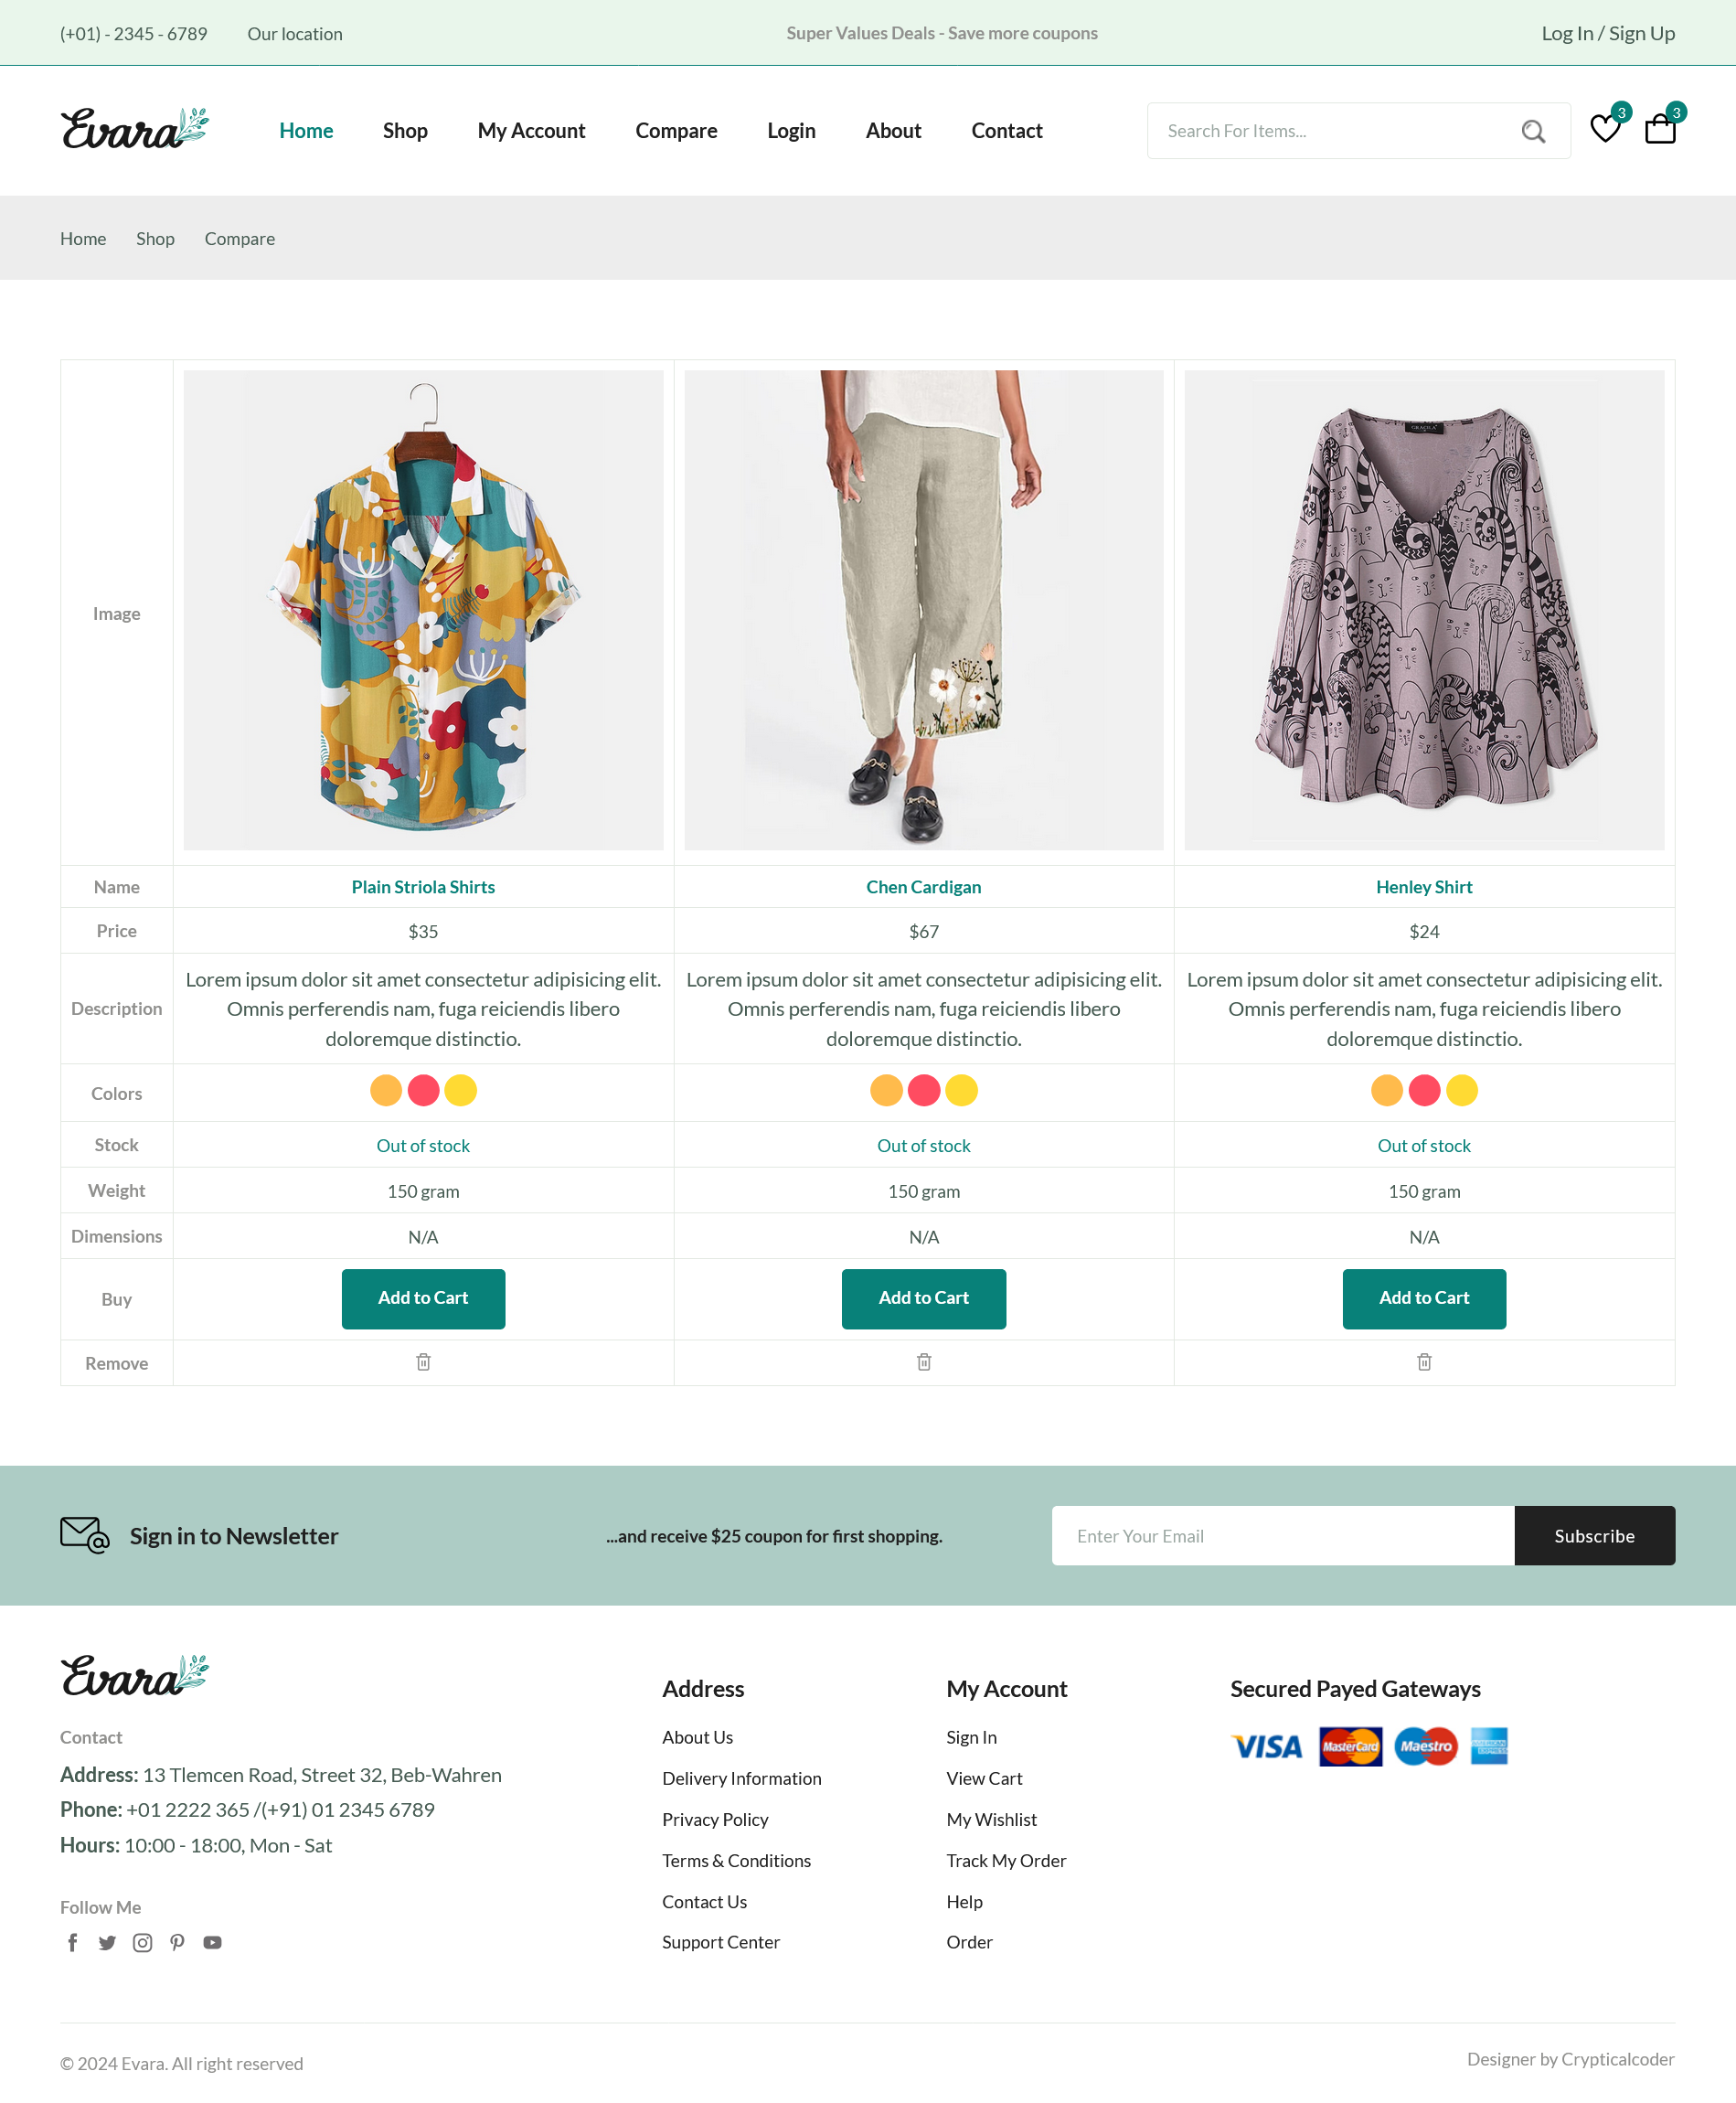 (+01) - 2345 - 6789 Our location Super Values Deals - Save more coupons Log In / Sign Up
Evara Home Shop My Account Compare Login About Contact Search For Items... 3 3
Home Shop Compare
Image
Name Plain Striola Shirts Chen Cardigan Henley Shirt
Price $35 $67 $24
Description
Lorem ipsum dolor sit amet consectetur adipisicing elit.
Omnis perferendis nam, fuga reiciendis libero
doloremque distinctio.
Lorem ipsum dolor sit amet consectetur adipisicing elit.
Omnis perferendis nam, fuga reiciendis libero
doloremque distinctio.
Lorem ipsum dolor sit amet consectetur adipisicing elit.
Omnis perferendis nam, fuga reiciendis libero
doloremque distinctio.
Colors
Stock Out of stock Out of stock Out of stock
Weight 150 gram 150 gram 150 gram
Dimensions N/A N/A N/A
Buy Add to Cart Add to Cart Add to Cart
Remove
Sign in to Newsletter ...and receive $25 coupon for first shopping. Enter Your Email Subscribe
Evara
Contact
Address: 13 Tlemcen Road, Street 32, Beb-Wahren
Phone: +01 2222 365 /(+91) 01 2345 6789
Hours: 10:00 - 18:00, Mon - Sat
Follow Me
Address
About Us
Delivery Information
Privacy Policy
Terms & Conditions
Contact Us
Support Center
My Account
Sign In
View Cart
My Wishlist
Track My Order
Help
Order
Secured Payed Gateways
VISA MasterCard Maestro AMERICAN EXPRESS
© 2024 Evara. All right reserved Designer by Crypticalcoder